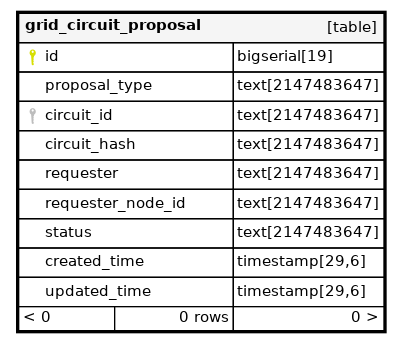 grid_circuit_proposal [table]
id bigserial[19]
proposal_type text[2147483647]
circuit_id text[2147483647]
circuit_hash text[2147483647]
requester text[2147483647]
requester_node_id text[2147483647]
status text[2147483647]
created_time timestamp[29,6]
updated_time timestamp[29,6]
< 0 0 rows 0 >